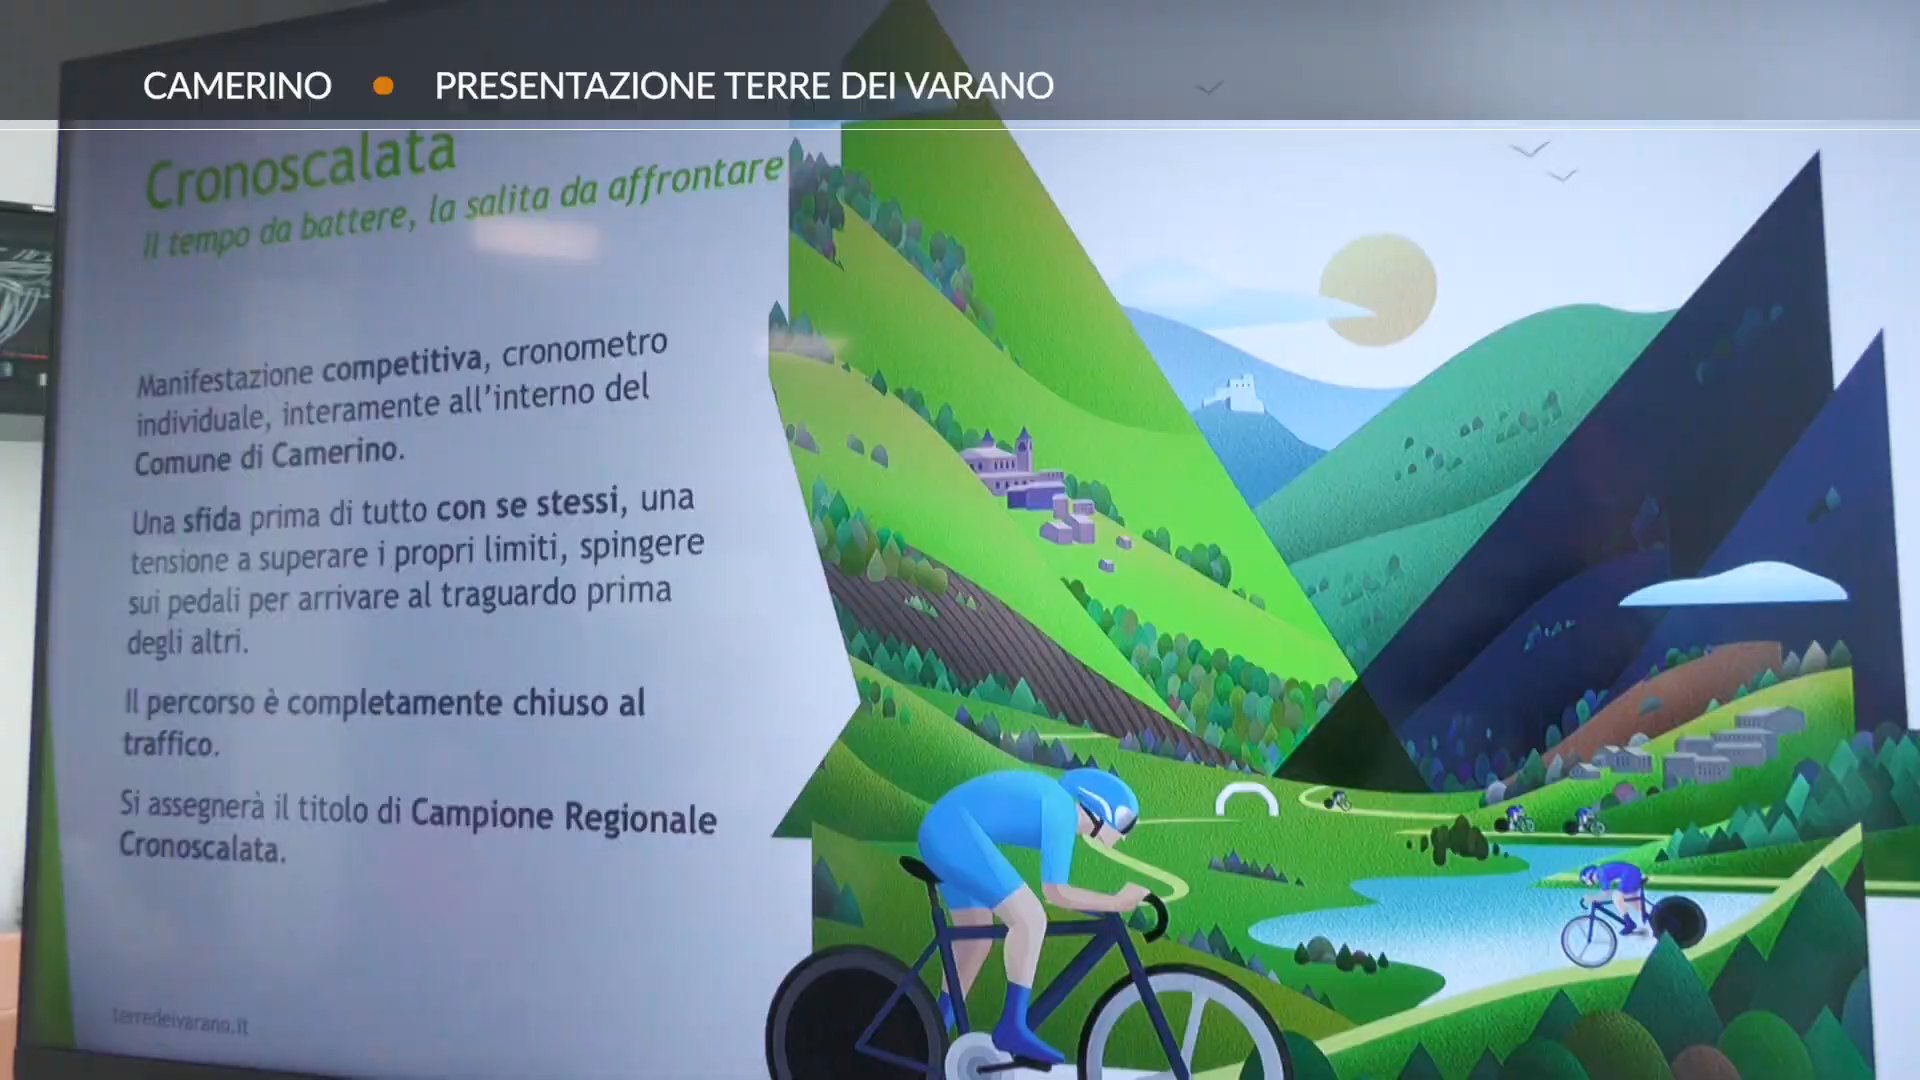 CAMERINO • PRESENTAZIONE TERRE DEI VARANO
Cronoscalata
Il tempo da battere, la salita da affrontare
Manifestazione competitiva, cronometro
individuale, interamente all'interno del
Comune di Camerino.
Una sfida prima di tutto con se stessi, una
tensione a superare i propri limiti, spingere
sui pedali per arrivare al traguardo prima
degli altri.
Il percorso è completamente chiuso al
traffico.
Si assegnerà il titolo di Campione Regionale
Cronoscalata.
terredeivarano.it